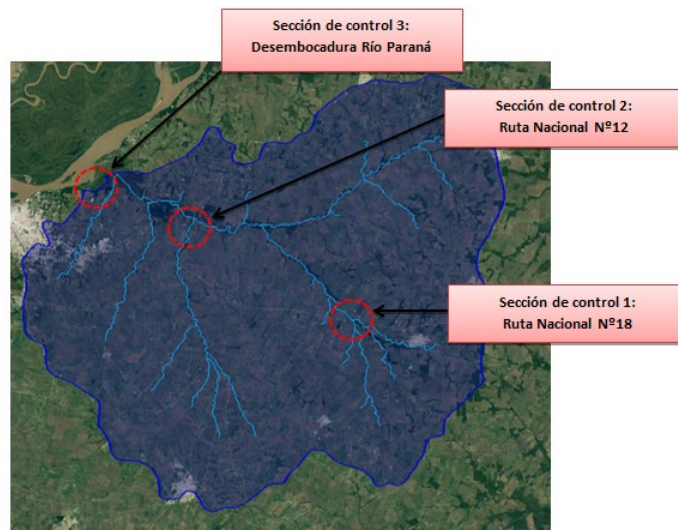 Sección de control 3:
Desembocadura Río Paraná
Sección de control 2:
Ruta Nacional Nº12
Sección de control 1:
Ruta Nacional Nº18